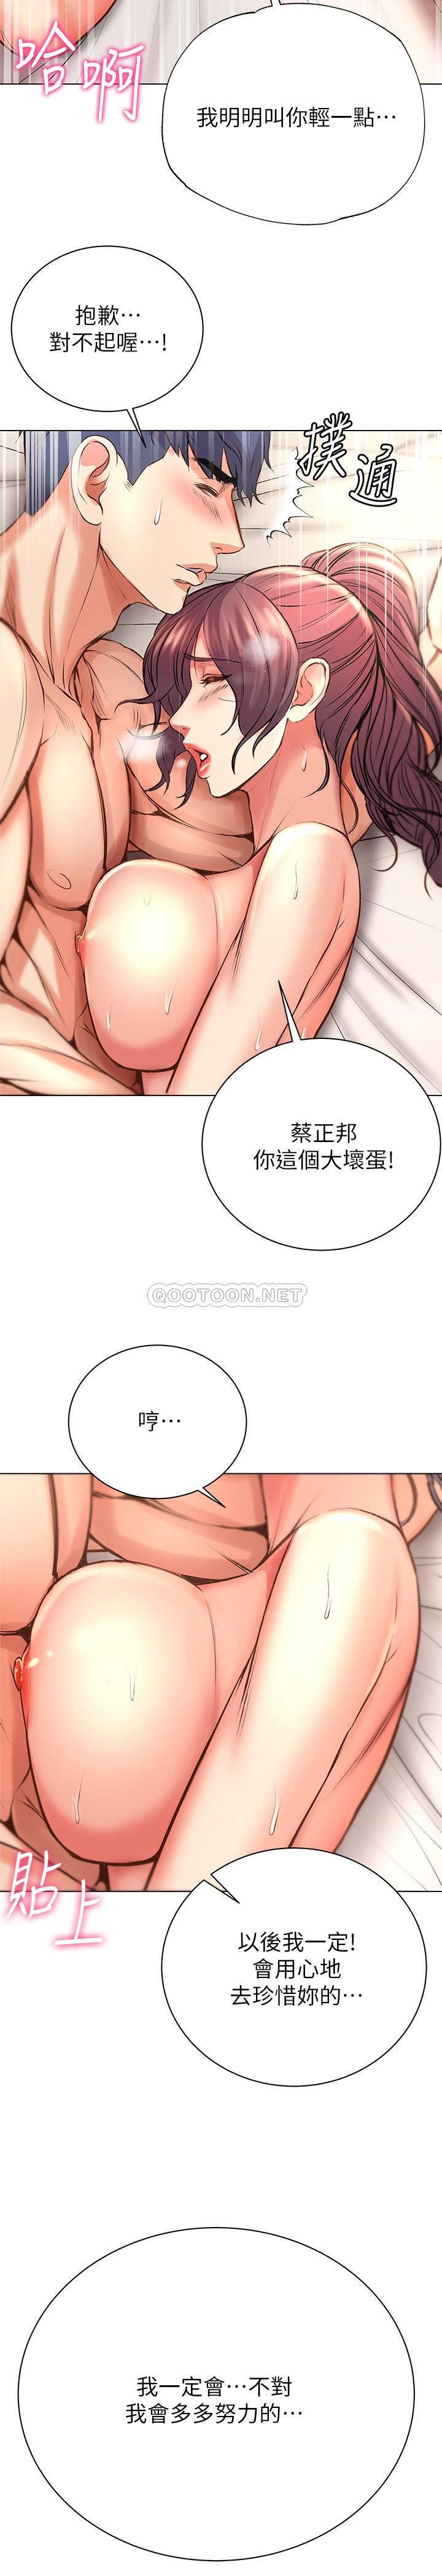 哈啊
我明明叫你輕一點…
抱歉…
對不起喔…!
撲通
蔡正邦
你這個大壞蛋!
QOOTOON.NET
哼…
貼上
以後我一定!
會用心地
去珍惜妳的…
我一定會…不對
我會多多努力的…